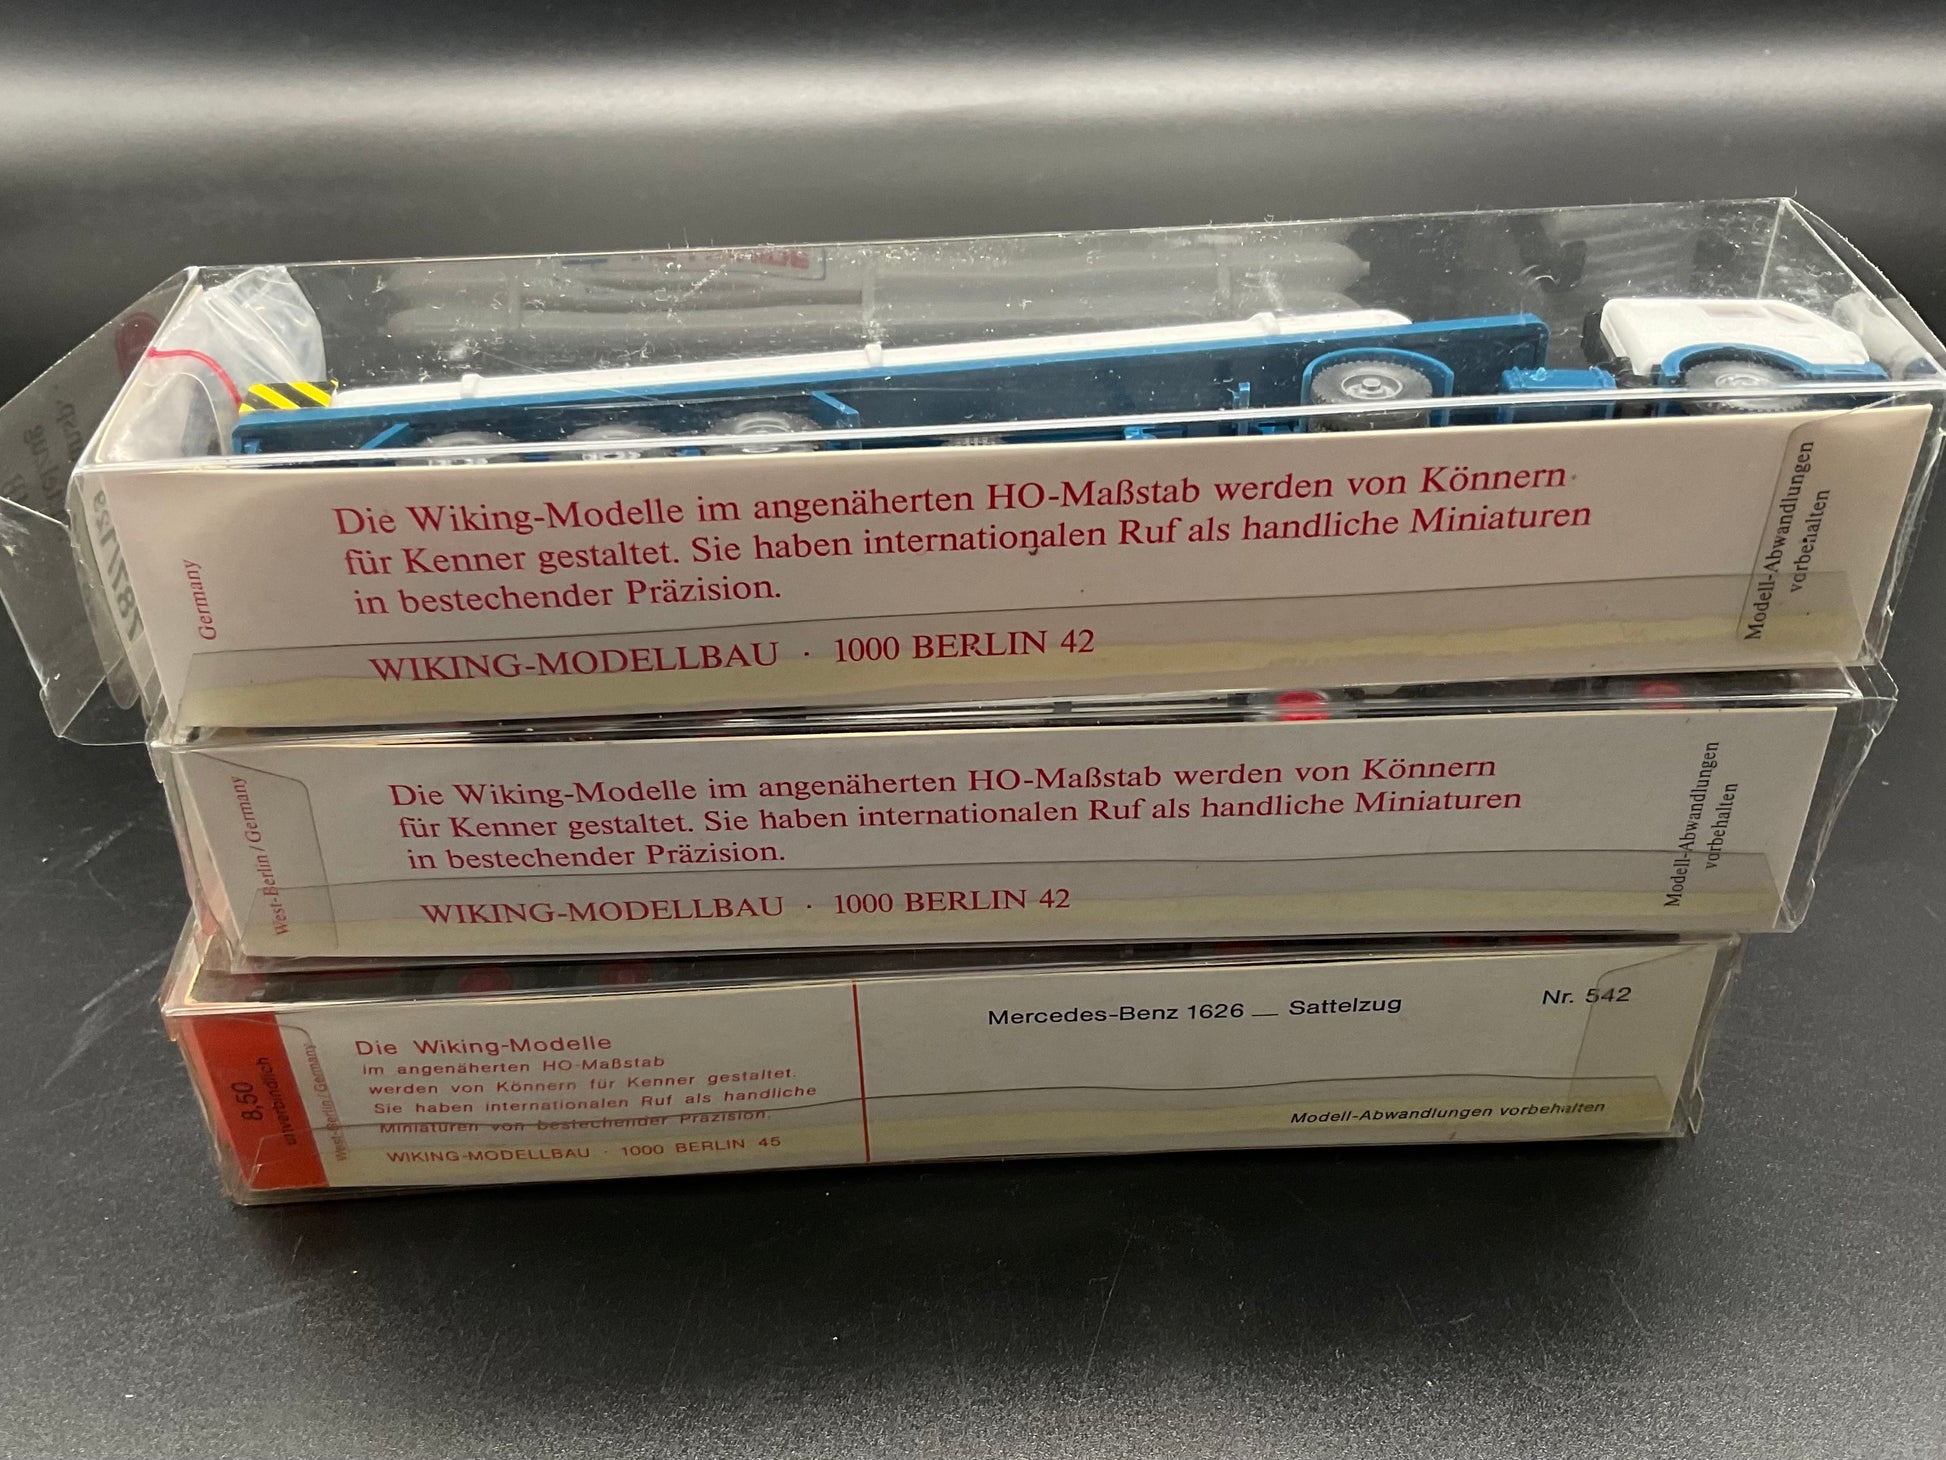 Germany
Die Wiking-Modelle im angenäherten HO-Maßstab werden von Könnern
für Kenner gestaltet. Sie haben internationalen Ruf als handliche Miniaturen
in bestechender Präzision.
WIKING-MODELLBAU · 1000 BERLIN 42
Modell-Abwandlungen
vorbehalten
West-Berlin/Germany
Die Wiking-Modelle im angenäherten HO-Maßstab werden von Könnern
für Kenner gestaltet. Sie haben internationalen Ruf als handliche Miniaturen
in bestechender Präzision.
WIKING-MODELLBAU · 1000 BERLIN 42
Modell-Abwandlungen
vorbehalten
8,50
unverbindlich
West-Berlin/Germany
Die Wiking-Modelle
im angenäherten HO-Maßstab
werden von Könnern für Kenner gestaltet.
Sie haben internationalen Ruf als handliche
Miniaturen von bestechender Präzision.
WIKING-MODELLBAU · 1000 BERLIN 45
Mercedes-Benz 1626 — Sattelzug
Nr. 542
Modell-Abwandlungen vorbehalten